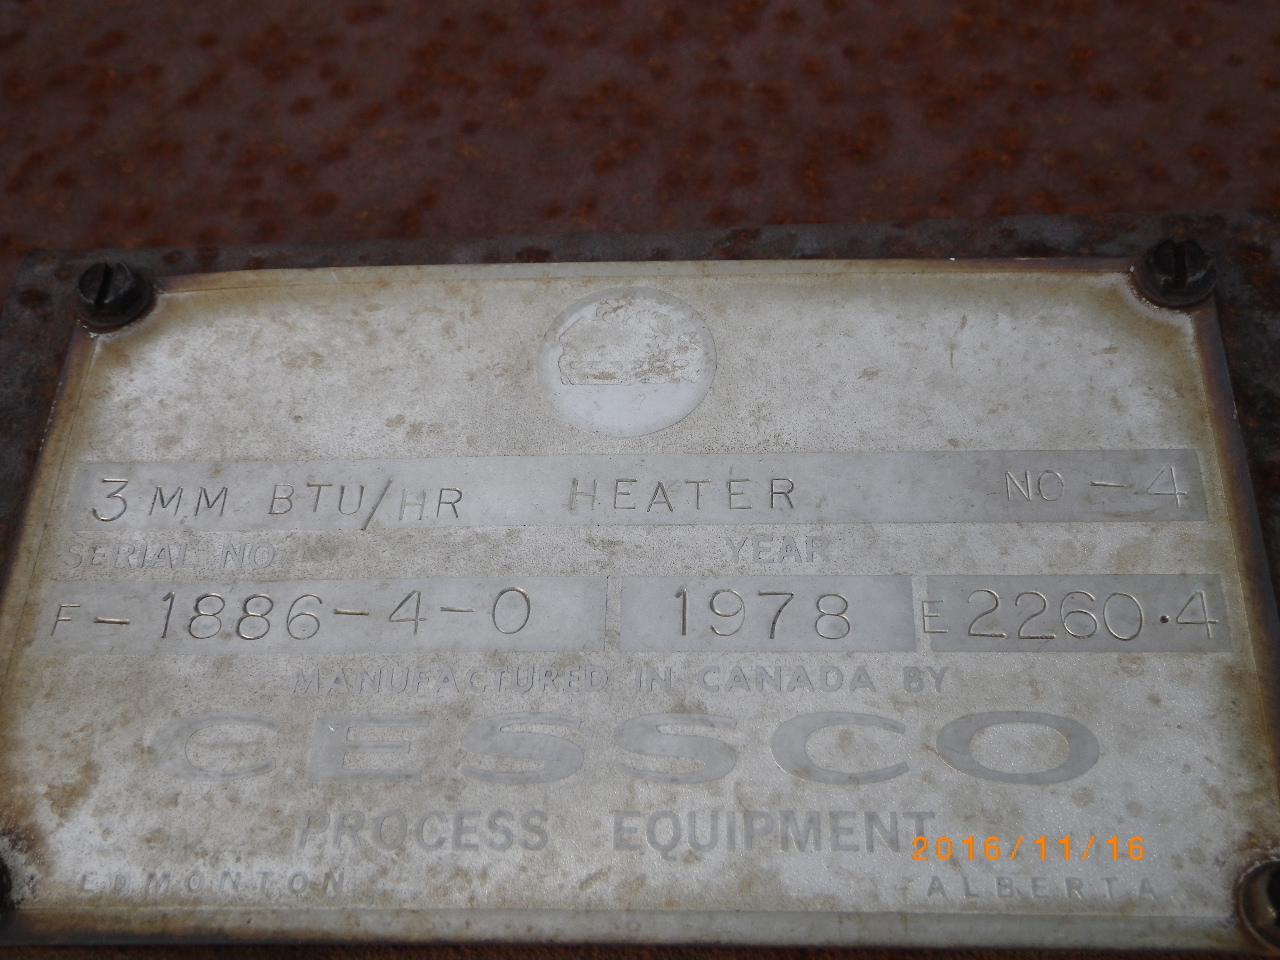 3 MM BTU/HR HEATER NO-4
SERIAL NO YEAR
F-1886-4-0 1978 E2260.4
MANUFACTURED IN CANADA BY
CESSCO
PROCESS EQUIPMENT
2016/11/16
EDMONTON ALBERTA